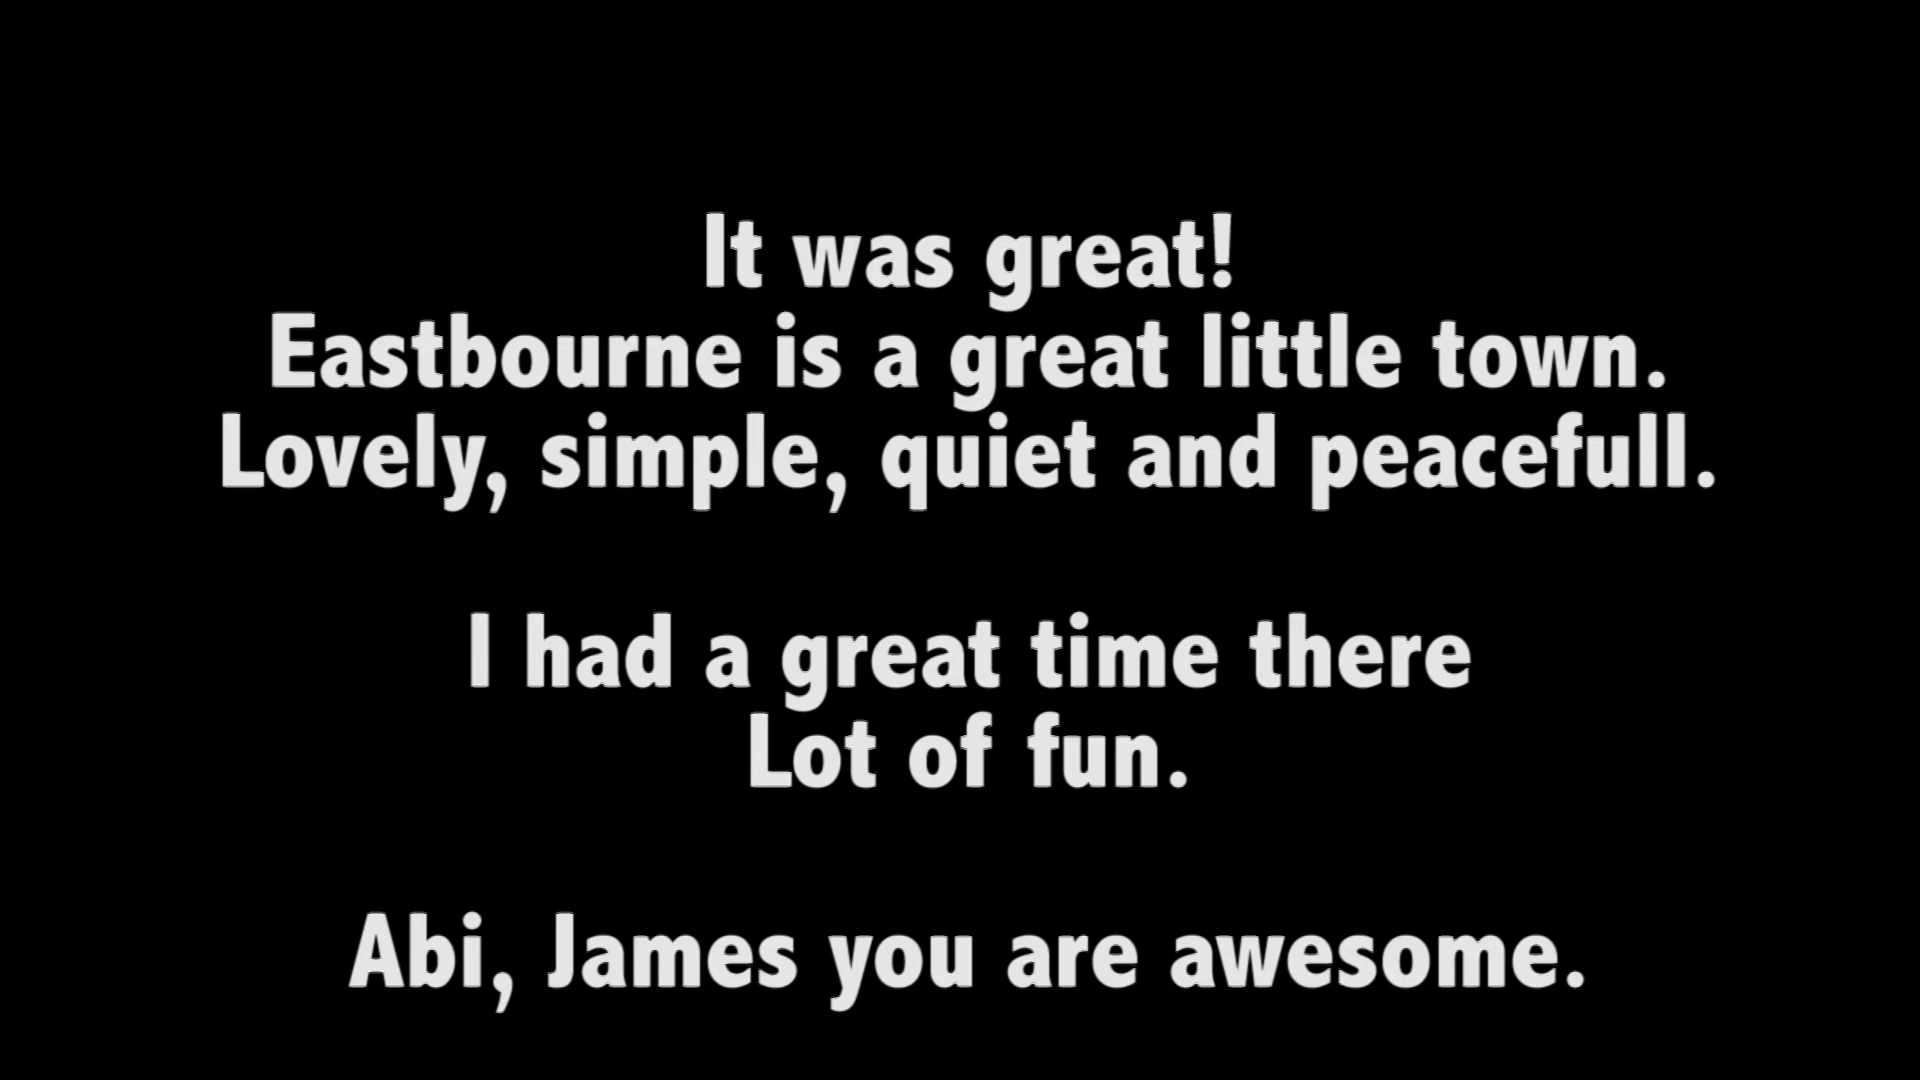 It was great!
Eastbourne is a great little town.
Lovely, simple, quiet and peacefull.
I had a great time there
Lot of fun.
Abi, James you are awesome.